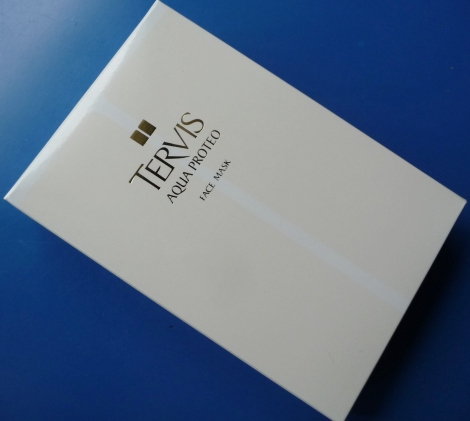 TERVIS
AQUA PROTEO
FACE MASK